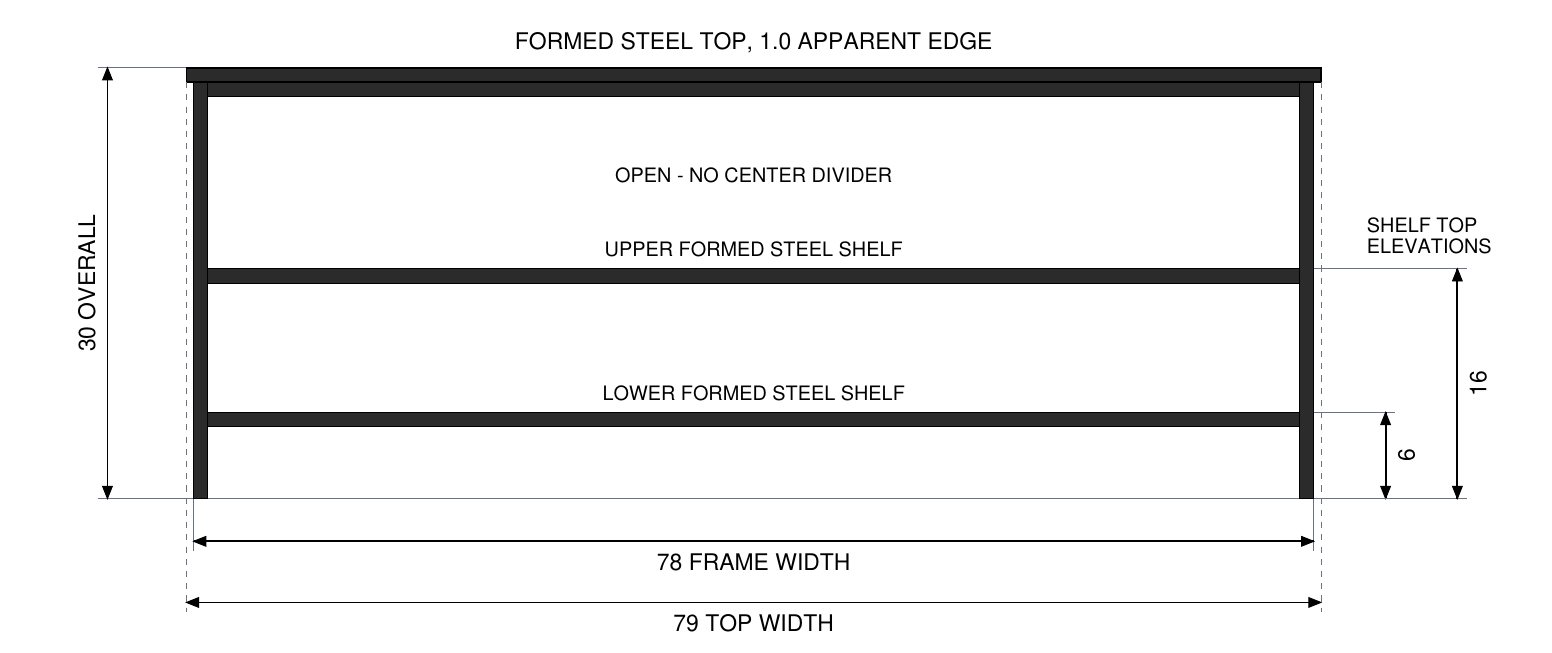 FORMED STEEL TOP, 1.0 APPARENT EDGE
OPEN - NO CENTER DIVIDER
SHELF TOP
ELEVATIONS
UPPER FORMED STEEL SHELF
30 OVERALL
16
LOWER FORMED STEEL SHELF
6
78 FRAME WIDTH
79 TOP WIDTH